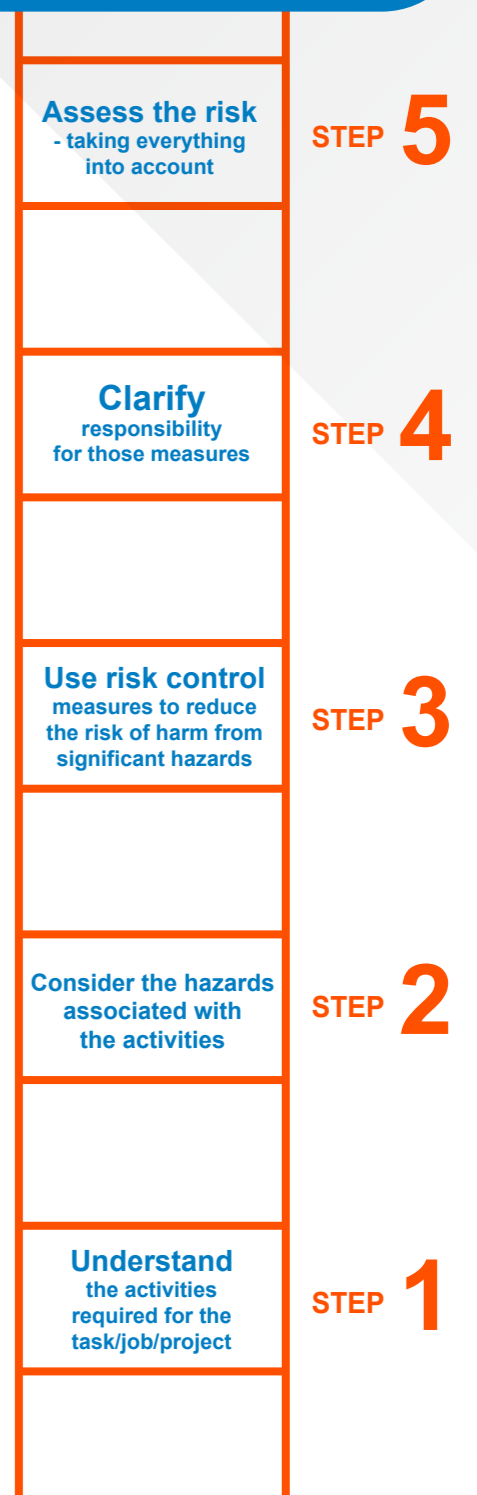 Assess the risk
- taking everything
into account
STEP 5
Clarify
responsibility
for those measures
STEP 4
Use risk control
measures to reduce
the risk of harm from
significant hazards
STEP 3
Consider the hazards
associated with
the activities
STEP 2
Understand
the activities
required for the
task/job/project
STEP 1